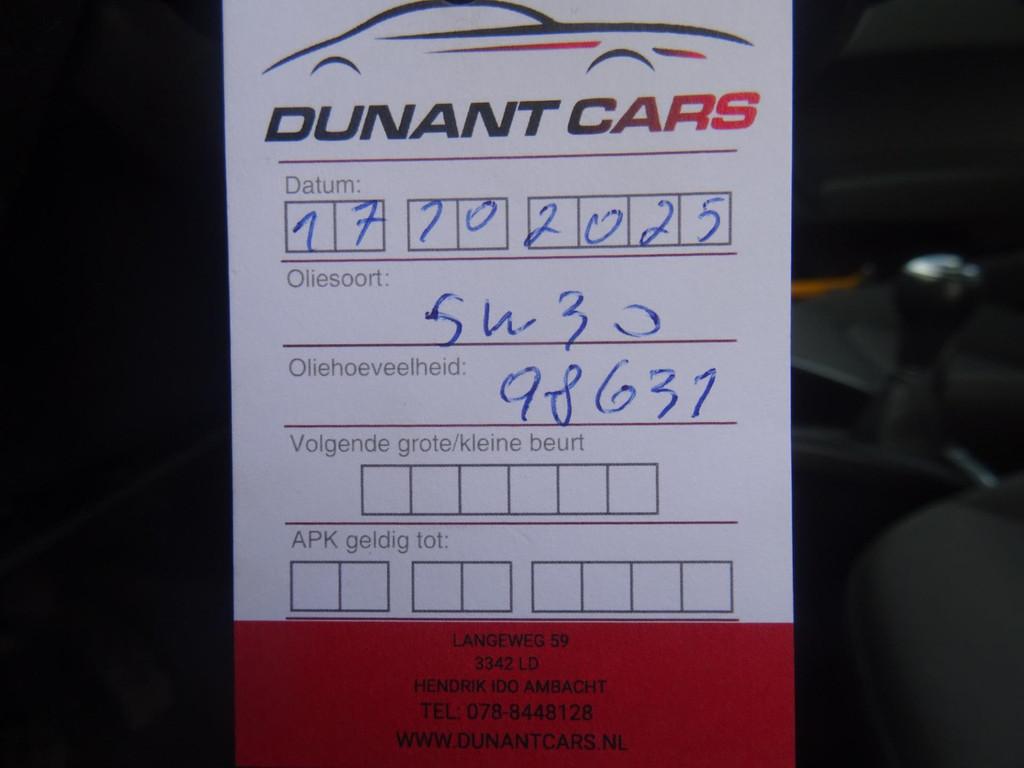 DUNANT CARS
Datum:
17 10 2025
Oliesoort:
5w30
Oliehoeveelheid:
98631
Volgende grote/kleine beurt
APK geldig tot:
LANGEWEG 59
3342 LD
HENDRIK IDO AMBACHT
TEL: 078-8448128
WWW.DUNANTCARS.NL